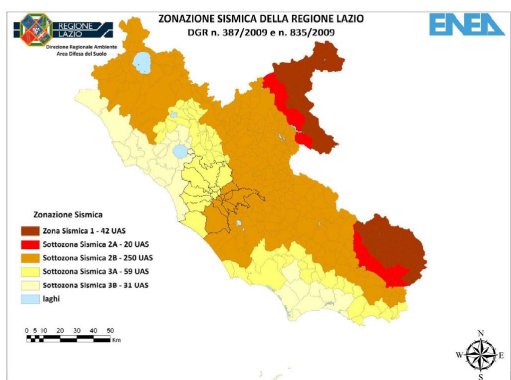 ZONAZIONE SISMICA DELLA REGIONE LAZIO
DGR n. 387/2009 e n. 835/2009
REGIONE
LAZIO
Direzione Regionale Ambiente
Area Difesa del Suolo
ENEA
Zonazione Sismica
Zona Sismica 1 - 42 UAS
Sottozona Sismica 2A - 20 UAS
Sottozona Sismica 2B - 250 UAS
Sottozona Sismica 3A - 59 UAS
Sottozona Sismica 3B - 31 UAS
laghi
0 5 10 20 30 40 50
Km
N
W E
S